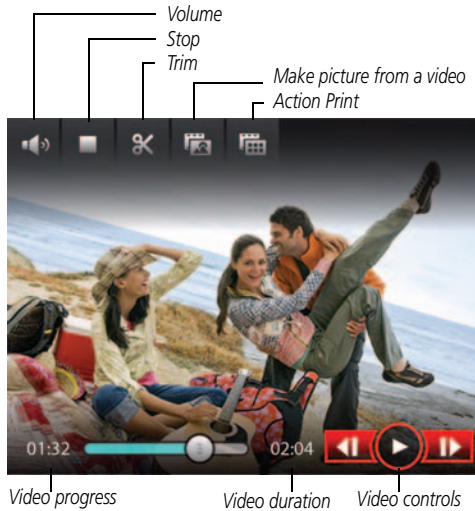 Volume
Stop
Trim
Make picture from a video
Action Print
01:32
02:04
Video progress
Video duration
Video controls